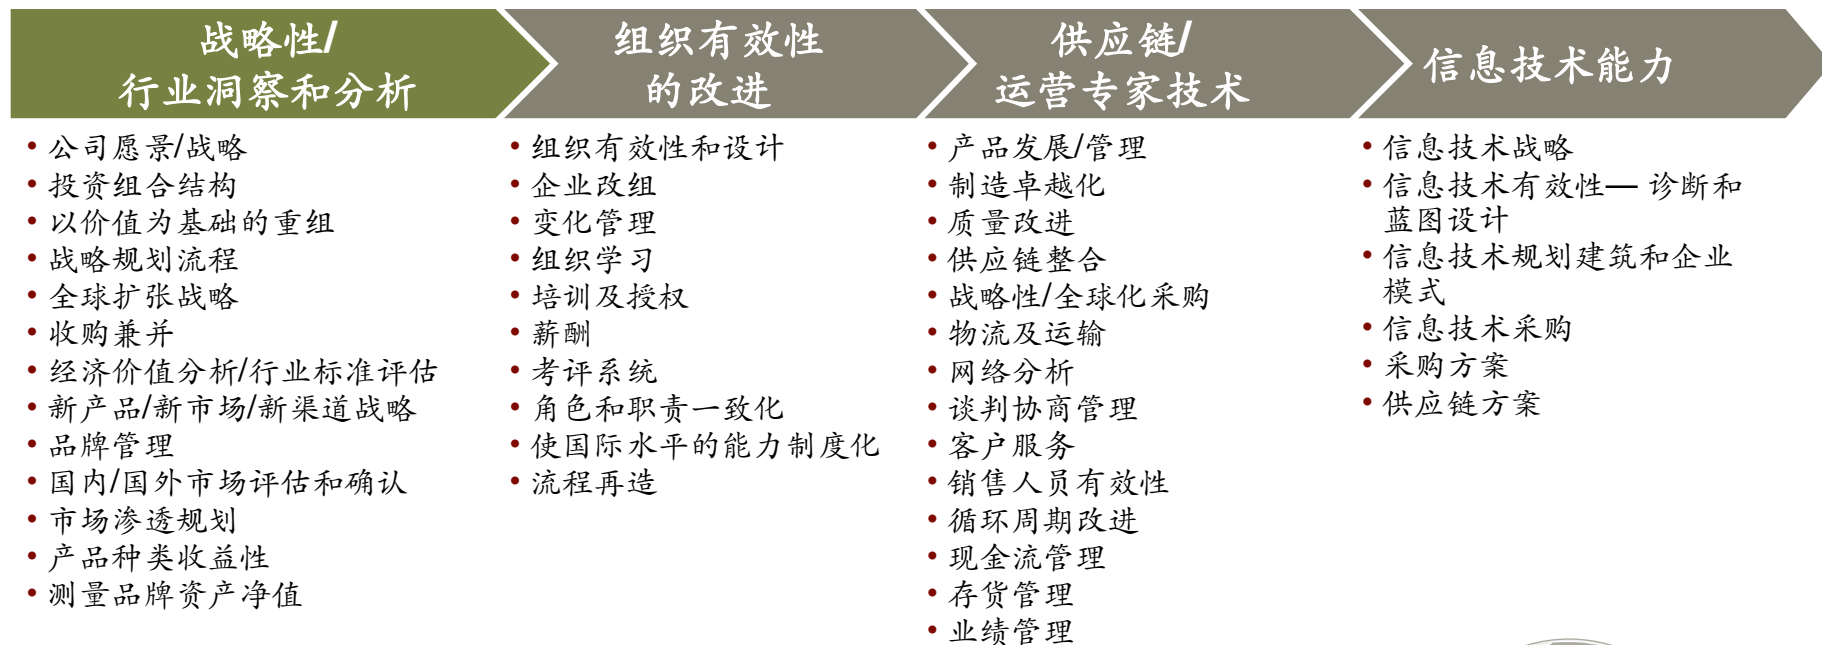 战略性/
行业洞察和分析
• 公司愿景/战略
• 投资组合结构
• 以价值为基础的重组
• 战略规划流程
• 全球扩张战略
• 收购兼并
• 经济价值分析/行业标准评估
• 新产品/新市场/新渠道战略
• 品牌管理
• 国内/国外市场评估和确认
• 市场渗透规划
• 产品种类收益性
• 测量品牌资产净值
组织有效性
的改进
• 组织有效性和设计
• 企业改组
• 变化管理
• 组织学习
• 培训及授权
• 薪酬
• 考评系统
• 角色和职责一致化
• 使国际水平的能力制度化
• 流程再造
供应链/
运营专家技术
• 产品发展/管理
• 制造卓越化
• 质量改进
• 供应链整合
• 战略性/全球化采购
• 物流及运输
• 网络分析
• 谈判协商管理
• 客户服务
• 销售人员有效性
• 循环周期改进
• 现金流管理
• 存货管理
• 业绩管理
信息技术能力
• 信息技术战略
• 信息技术有效性— 诊断和
蓝图设计
• 信息技术规划建筑和企业
模式
• 信息技术采购
• 采购方案
• 供应链方案